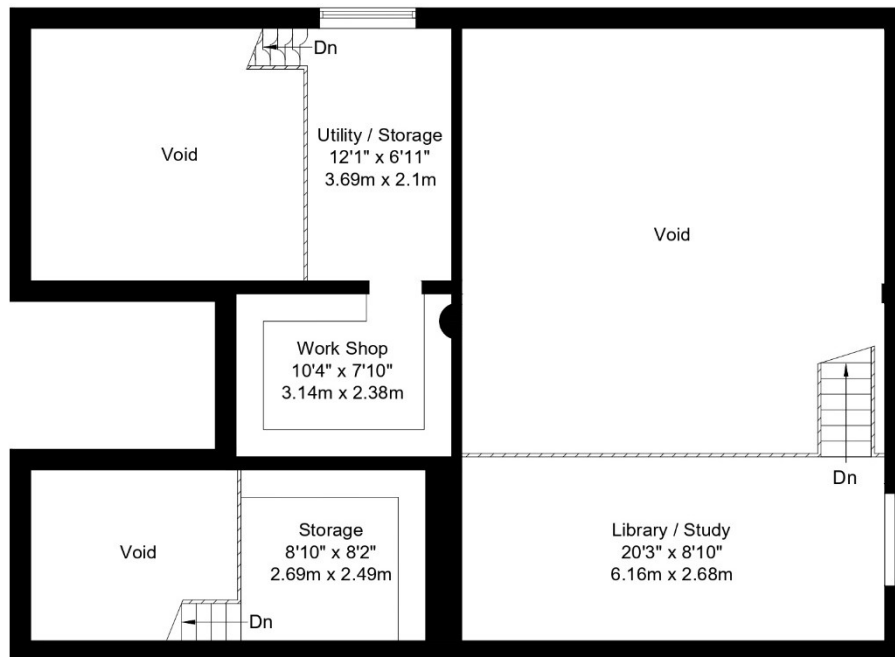 Dn
Void
Utility / Storage
12'1" x 6'11"
3.69m x 2.1m
Void
Work Shop
10'4" x 7'10"
3.14m x 2.38m
Dn
Void
Storage
8'10" x 8'2"
2.69m x 2.49m
Dn
Library / Study
20'3" x 8'10"
6.16m x 2.68m